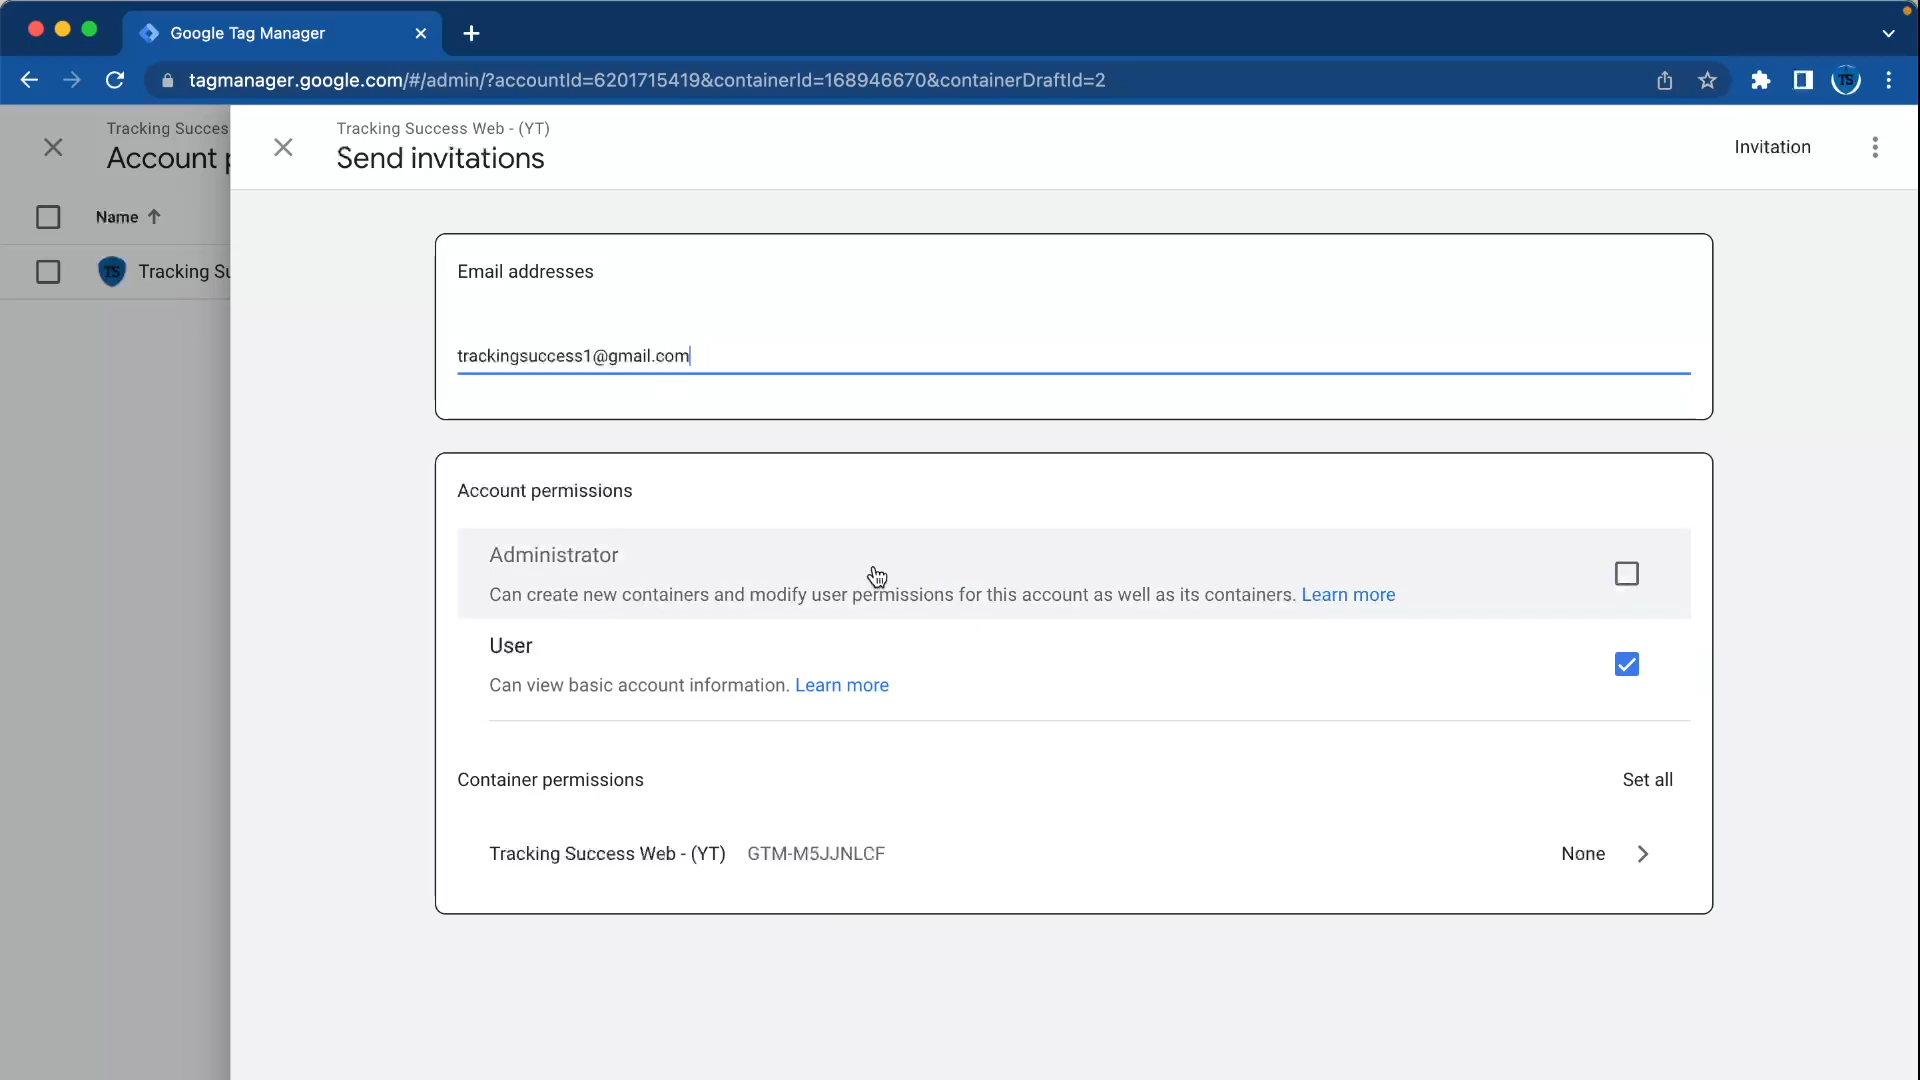 Google Tag Manager
tagmanager.google.com/#/admin/?accountId=6201715419&containerId=168946670&containerDraftId=2
TS
Tracking Succes
Account p
Tracking Success Web - (YT)
Send invitations
Invitation
Name
TS
Tracking Su
Email addresses
trackingsuccess1@gmail.com
Account permissions
Administrator
Can create new containers and modify user permissions for this account as well as its containers. Learn more
User
Can view basic account information. Learn more
Container permissions
Set all
Tracking Success Web - (YT) GTM-M5JJNLCF None